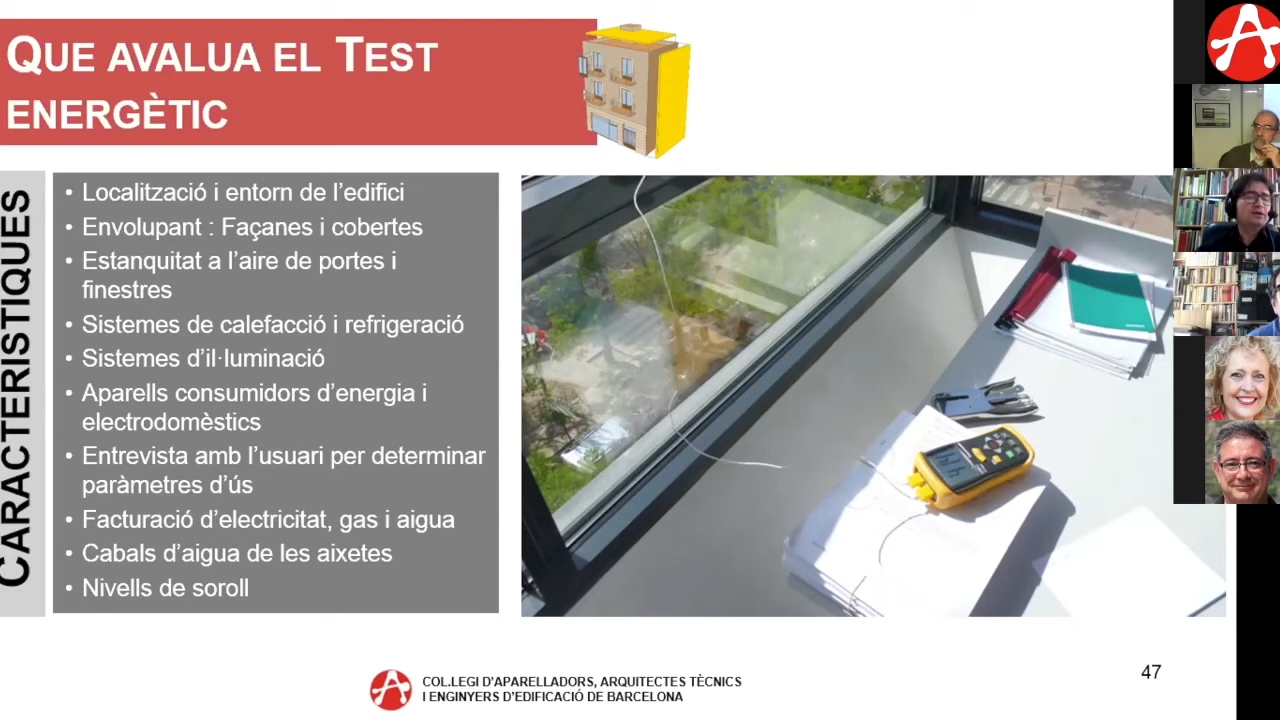 QUE AVALUA EL TEST
ENERGÈTIC
CARACTERISTIQUES
• Localització i entorn de l'edifici
• Envolupant : Façanes i cobertes
• Estanquitat a l'aire de portes i
finestres
• Sistemes de calefacció i refrigeració
• Sistemes d'il·luminació
• Aparells consumidors d'energia i
electrodomèstics
• Entrevista amb l'usuari per determinar
paràmetres d'ús
• Facturació d'electricitat, gas i aigua
• Cabals d'aigua de les aixetes
• Nivells de soroll
COL.LEGI D'APARELLADORS, ARQUITECTES TÈCNICS
I ENGINYERS D'EDIFICACIÓ DE BARCELONA
47